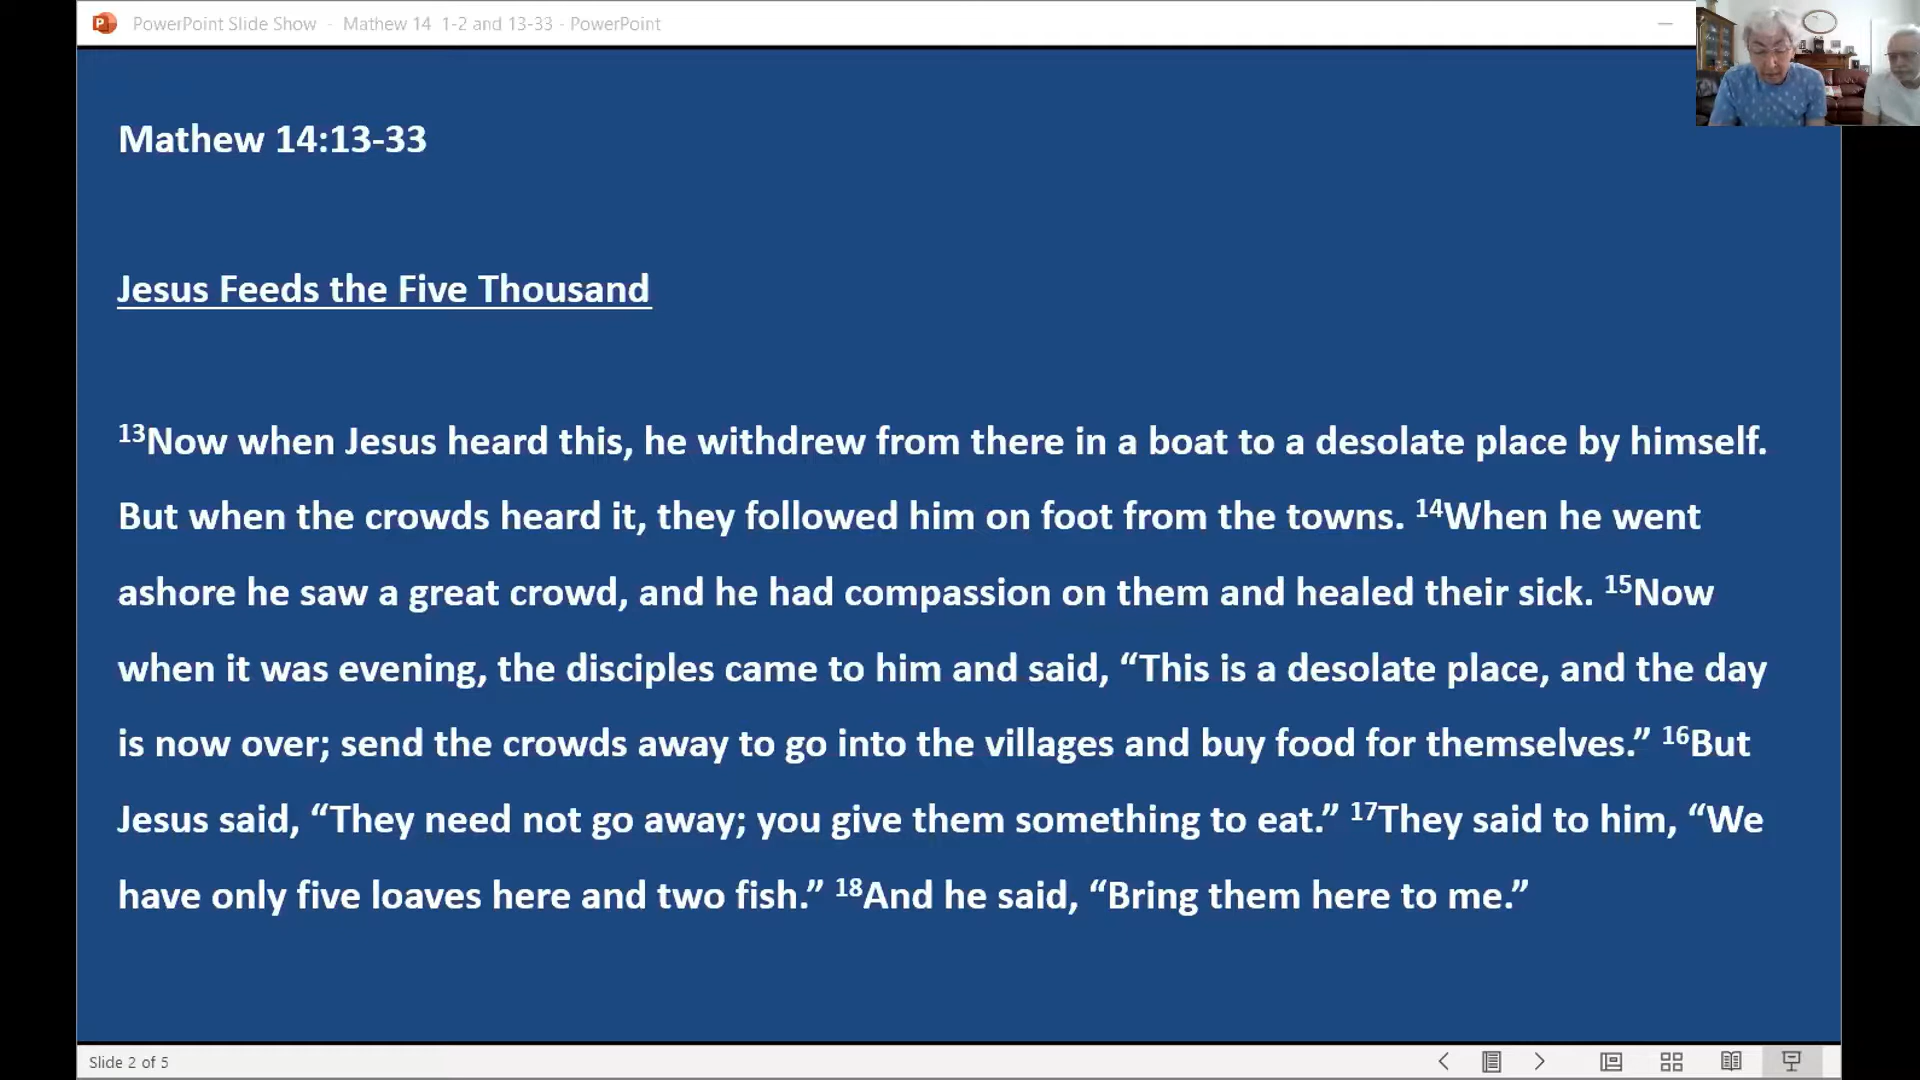 PowerPoint Slide Show - Mathew 14 1-2 and 13-33 - PowerPoint
Mathew 14:13-33
Jesus Feeds the Five Thousand
¹³Now when Jesus heard this, he withdrew from there in a boat to a desolate place by himself.
But when the crowds heard it, they followed him on foot from the towns. ¹⁴When he went
ashore he saw a great crowd, and he had compassion on them and healed their sick. ¹⁵Now
when it was evening, the disciples came to him and said, “This is a desolate place, and the day
is now over; send the crowds away to go into the villages and buy food for themselves.” ¹⁶But
Jesus said, “They need not go away; you give them something to eat.” ¹⁷They said to him, “We
have only five loaves here and two fish.” ¹⁸And he said, “Bring them here to me.”
Slide 2 of 5